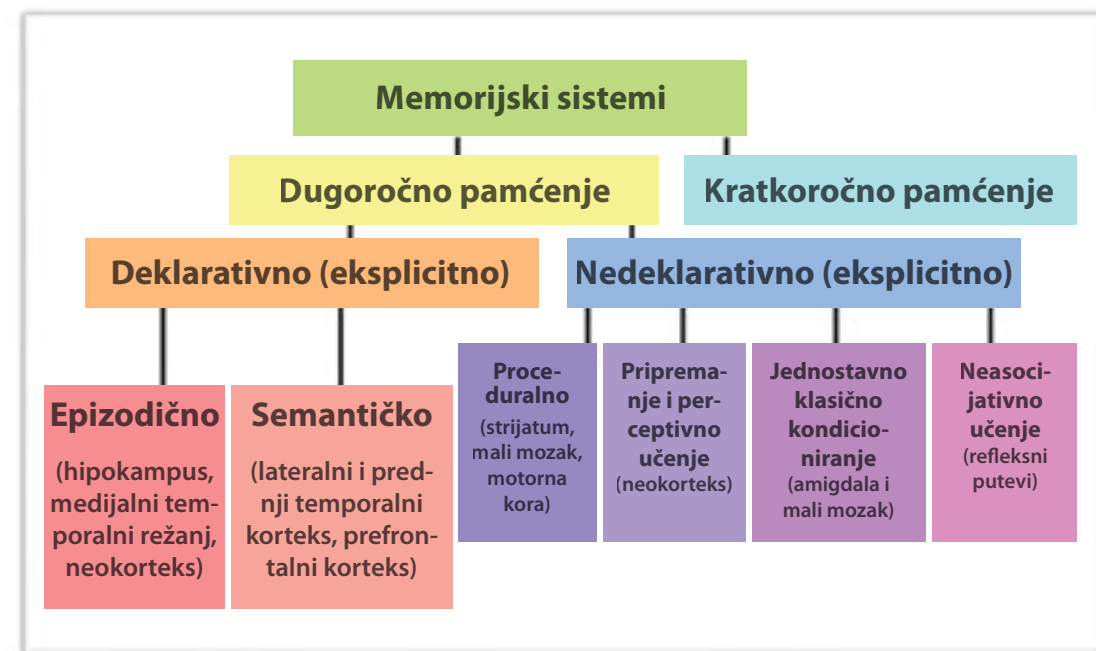 Memorijski sistemi
Dugoročno pamćenje
Kratkoročno pamćenje
Deklarativno (eksplicitno)
Nedeklarativno (eksplicitno)
Epizodično
(hipokampus,
medijalni tem-
poralni režanj,
neokorteks)
Semantičko
(lateralni i pred-
nji temporalni
korteks, prefron-
talni korteks)
Proce-
duralno
(strijatum,
mali mozak,
motorna
kora)
Priprema-
nje i per-
ceptivno
učenje
(neokorteks)
Jednostavno
klasično
kondicio-
niranje
(amigdala i
mali mozak)
Neasoci-
jativno
učenje
(refleksni
putevi)